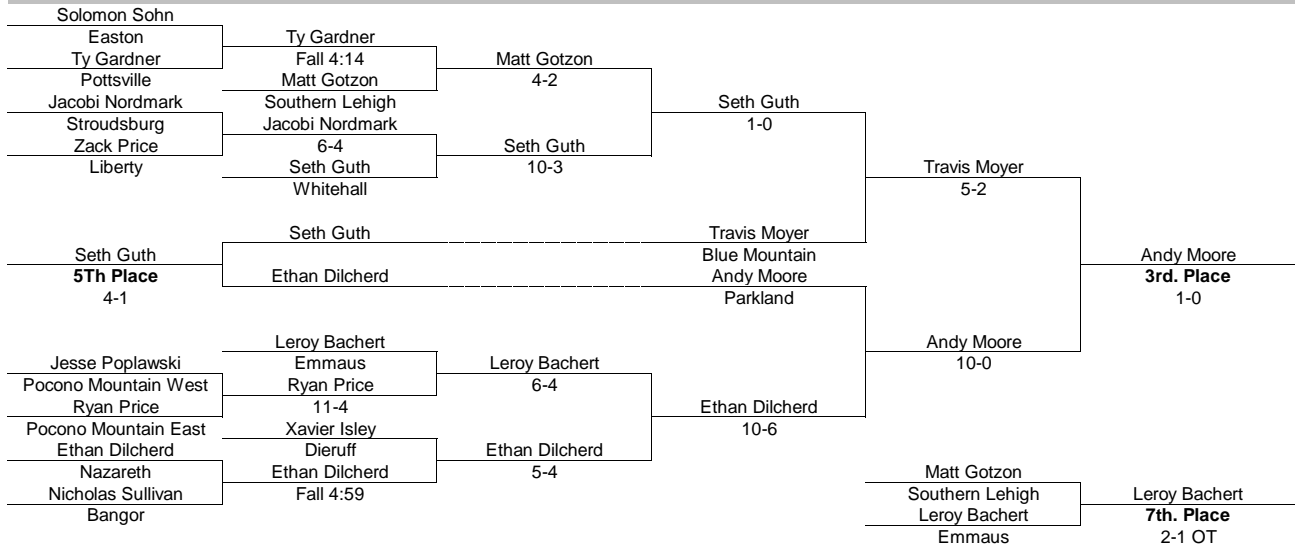 Solomon Sohn
Easton
Ty Gardner
Pottsville
Jacobi Nordmark
Stroudsburg
Zack Price
Liberty
Ty Gardner
Fall 4:14
Matt Gotzon
Southern Lehigh
Jacobi Nordmark
6-4
Seth Guth
Whitehall
Matt Gotzon
4-2
Seth Guth
10-3
Seth Guth
1-0
Travis Moyer
5-2
Seth Guth
5Th Place
4-1
Seth Guth
Ethan Dilcherd
Travis Moyer
Blue Mountain
Andy Moore
Parkland
Andy Moore
3rd. Place
1-0
Jesse Poplawski
Pocono Mountain West
Ryan Price
Pocono Mountain East
Ethan Dilcherd
Nazareth
Nicholas Sullivan
Bangor
Leroy Bachert
Emmaus
Ryan Price
11-4
Xavier Isley
Dieruff
Ethan Dilcherd
Fall 4:59
Leroy Bachert
6-4
Ethan Dilcherd
5-4
Ethan Dilcherd
10-6
Andy Moore
10-0
Matt Gotzon
Southern Lehigh
Leroy Bachert
Emmaus
Leroy Bachert
7th. Place
2-1 OT